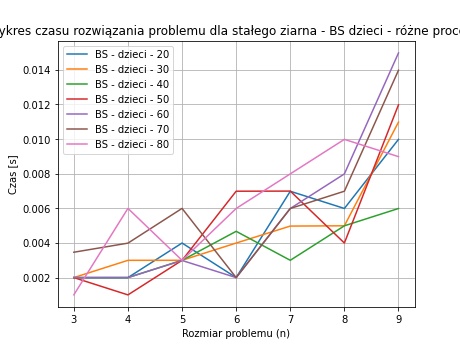 ykres czasu rozwiązania problemu dla stałego ziarna - BS dzieci - różne proce
BS - dzieci - 20
BS - dzieci - 30
BS - dzieci - 40
BS - dzieci - 50
BS - dzieci - 60
BS - dzieci - 70
BS - dzieci - 80
0.014
0.012
0.010
0.008
0.006
0.004
0.002
Czas [s]
3 4 5 6 7 8 9
Rozmiar problemu (n)